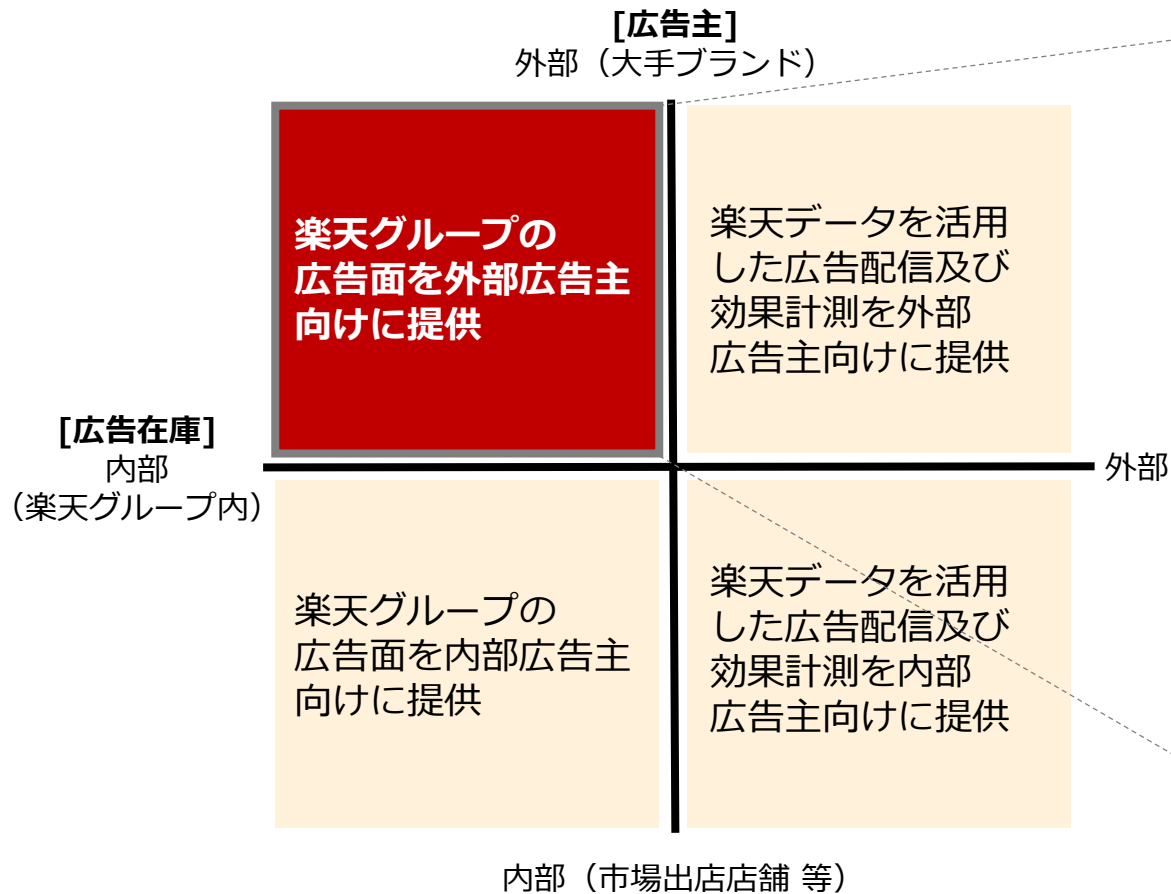 [広告主]
外部（大手ブランド）
楽天グループの
広告面を外部広告主
向けに提供
楽天データを活用
した広告配信及び
効果計測を外部
広告主向けに提供
[広告在庫]
内部
（楽天グループ内）
外部
楽天グループの
広告面を内部広告主
向けに提供
楽天データを活用
した広告配信及び
効果計測を内部
広告主向けに提供
内部（市場出店店舗 等）